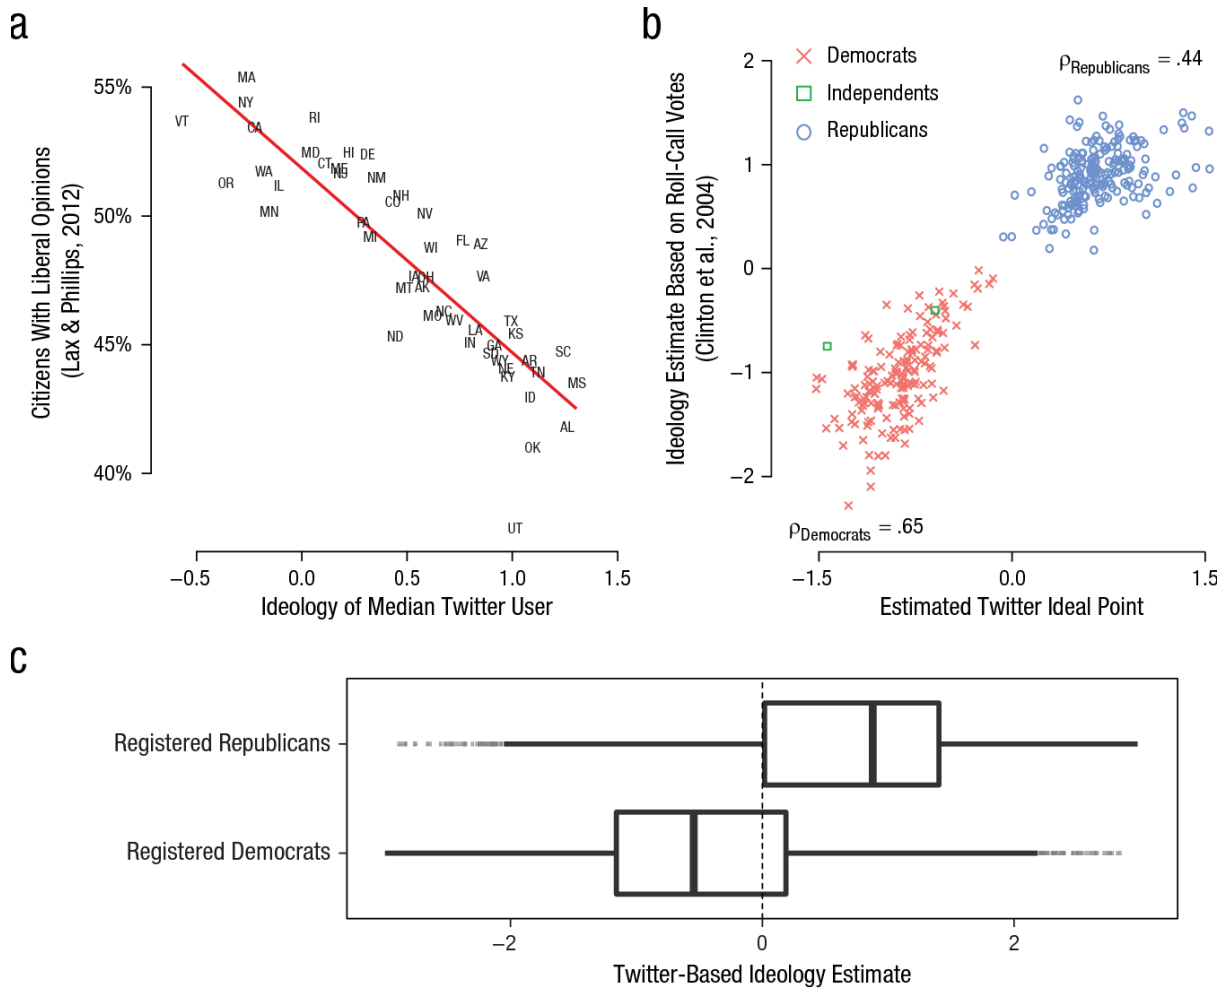 a
55%
50%
45%
40%
Citizens With Liberal Opinions
(Lax & Phillips, 2012)
MA
NY
VT
CA
RI
MD
HI
DE
CT
ME
NJ
OR
WA
IL
NM
MN
NH
CO
NV
PA
MI
WI
FL
AZ
IA
OH
VA
MT
AK
MO
NC
WV
ND
LA
TX
KS
IN
GA
SD
SC
WY
AR
NE
TN
KY
MS
ID
AL
OK
UT
−0.5 0.0 0.5 1.0 1.5
Ideology of Median Twitter User
b
Democrats
Independents
Republicans
ρRepublicans = .44
ρDemocrats = .65
2
1
0
−1
−2
Ideology Estimate Based on Roll-Call Votes
(Clinton et al., 2004)
−1.5 0.0 1.5
Estimated Twitter Ideal Point
c
Registered Republicans
Registered Democrats
−2 0 2
Twitter-Based Ideology Estimate